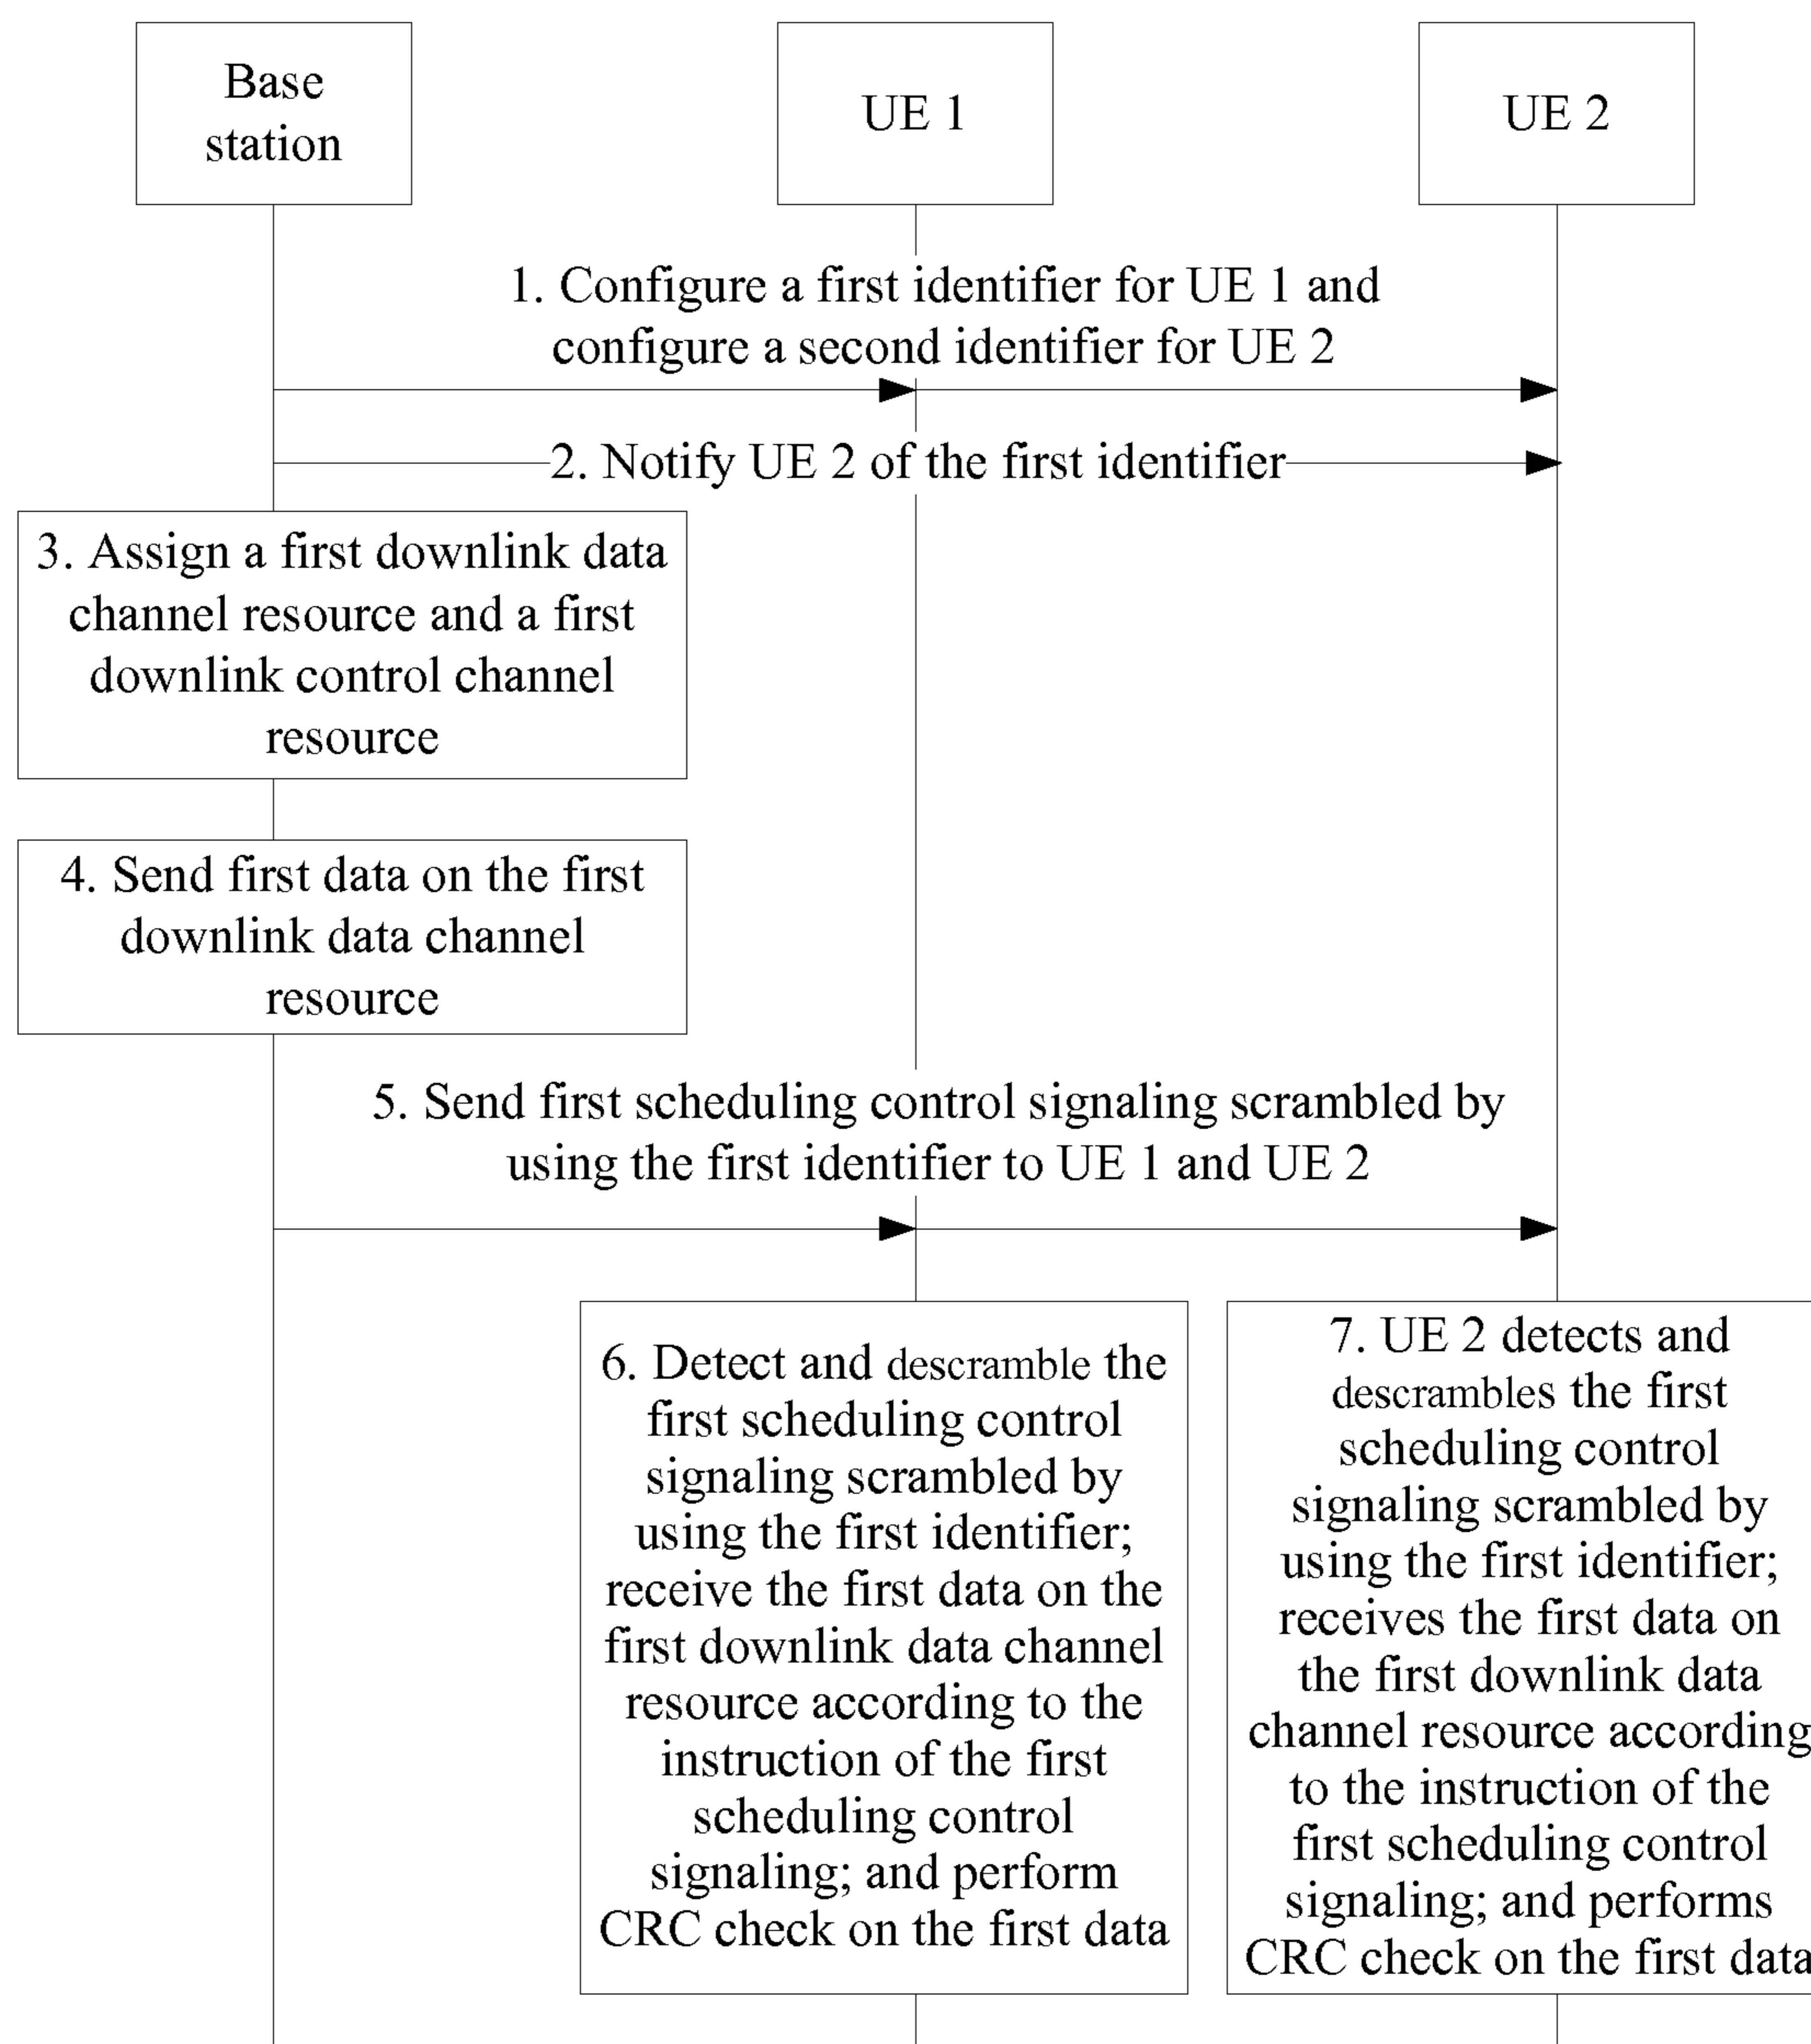 Base
station
UE 1
UE 2
1. Configure a first identifier for UE 1 and
configure a second identifier for UE 2
2. Notify UE 2 of the first identifier
3. Assign a first downlink data
channel resource and a first
downlink control channel
resource
4. Send first data on the first
downlink data channel
resource
5. Send first scheduling control signaling scrambled by
using the first identifier to UE 1 and UE 2
6. Detect and descramble the
first scheduling control
signaling scrambled by
using the first identifier;
receive the first data on the
first downlink data channel
resource according to the
instruction of the first
scheduling control
signaling; and perform
CRC check on the first data
7. UE 2 detects and
descrambles the first
scheduling control
signaling scrambled by
using the first identifier;
receives the first data on
the first downlink data
channel resource according
to the instruction of the
first scheduling control
signaling; and performs
CRC check on the first data